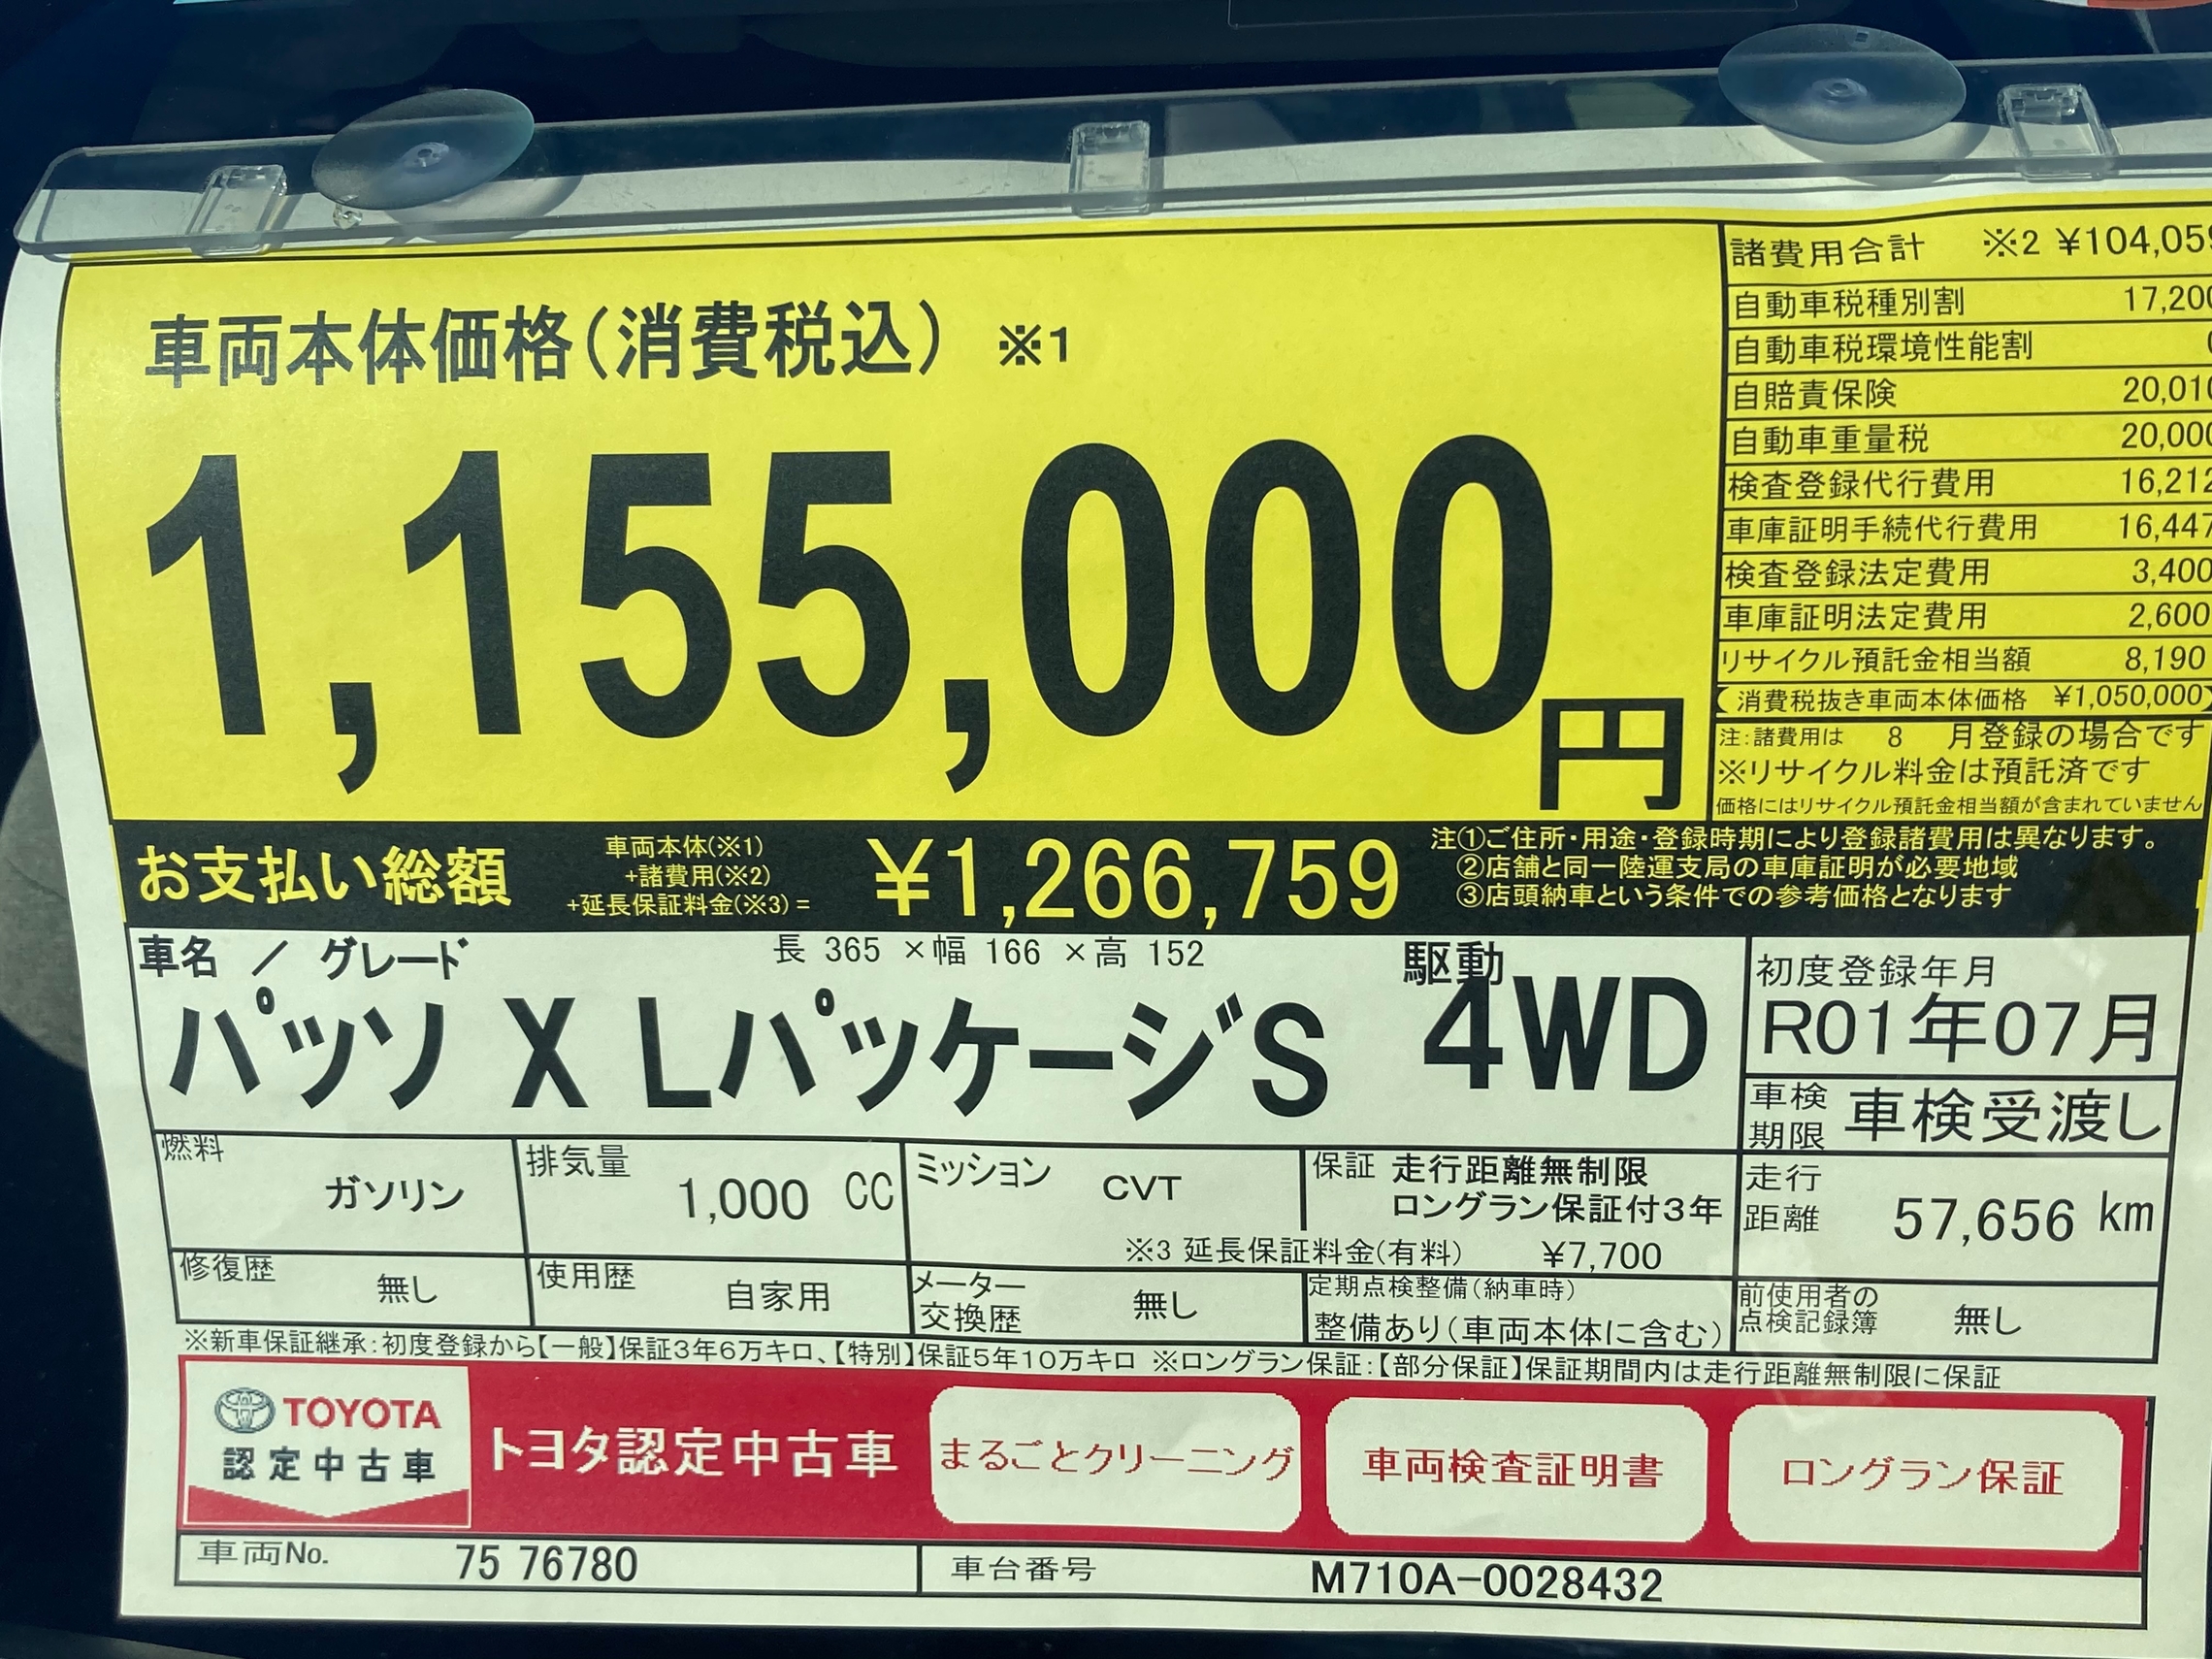 車両本体価格(消費税込) ※1
1,155,000円
諸費用合計 ※2 ¥104,059
自動車税種別割 17,200
自動車税環境性能割 0
自賠責保険 20,010
自動車重量税 20,000
検査登録代行費用 16,212
車庫証明手続代行費用 16,447
検査登録法定費用 3,400
車庫証明法定費用 2,600
リサイクル預託金相当額 8,190
(消費税抜き車両本体価格 ¥1,050,000)
注:諸費用は 8 月登録の場合です
※リサイクル料金は預託済です
価格にはリサイクル預託金相当額が含まれていません
お支払い総額
車両本体(※1)
+諸費用(※2)
+延長保証料金(※3)=
¥1,266,759
注①ご住所・用途・登録時期により登録諸費用は異なります。
②店舗と同一陸運支局の車庫証明が必要地域
③店頭納車という条件での参考価格となります
車名 / グレード 長 365 ×幅 166 ×高 152
パッソ X LパッケージS
駆動 4WD
初度登録年月
R01年07月
車検期限 車検受渡し
燃料 ガソリン
排気量 1,000 CC
ミッション CVT
保証 走行距離無制限
ロングラン保証付3年
※3 延長保証料金(有料) ¥7,700
走行距離 57,656 km
修復歴 無し
使用歴 自家用
メーター交換歴 無し
定期点検整備(納車時)
整備あり(車両本体に含む)
前使用者の点検記録簿 無し
※新車保証継承:初度登録から【一般】保証3年6万キロ、【特別】保証5年10万キロ ※ロングラン保証:【部分保証】保証期間内は走行距離無制限に保証
TOYOTA
認定中古車
トヨタ認定中古車
まるごとクリーニング
車両検査証明書
ロングラン保証
車両No. 75 76780
車台番号 M710A-0028432